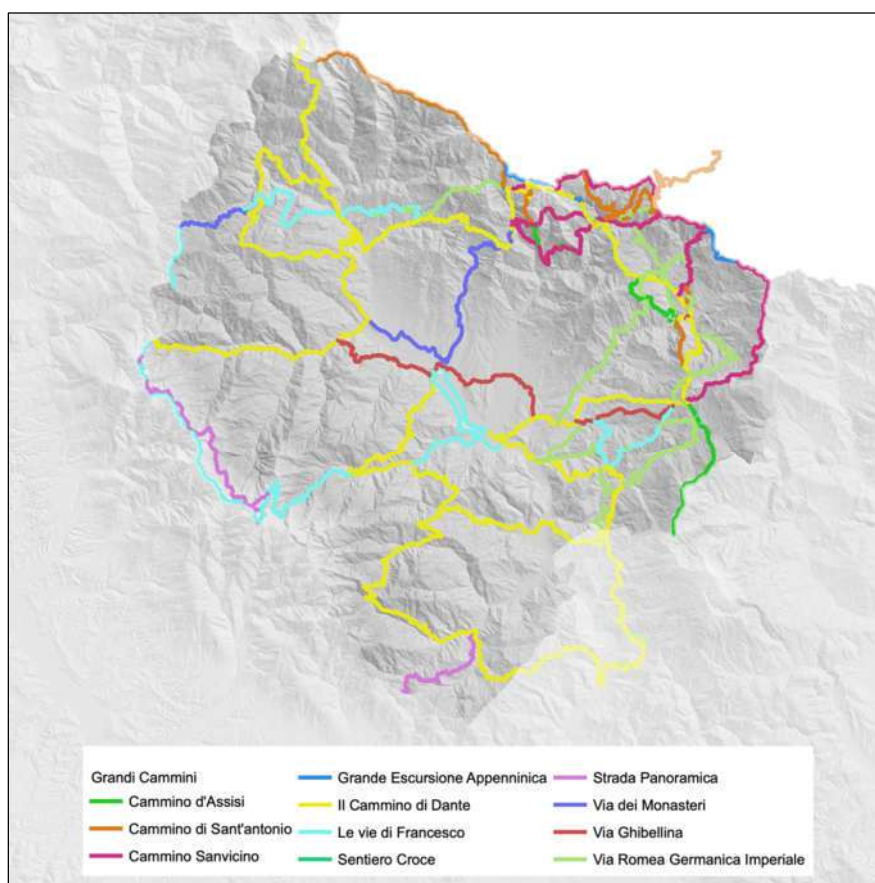 Grandi Cammini
Cammino d'Assisi
Cammino di Sant'antonio
Cammino Sanvicino
Grande Escursione Appenninica
Il Cammino di Dante
Le vie di Francesco
Sentiero Croce
Strada Panoramica
Via dei Monasteri
Via Ghibellina
Via Romea Germanica Imperiale